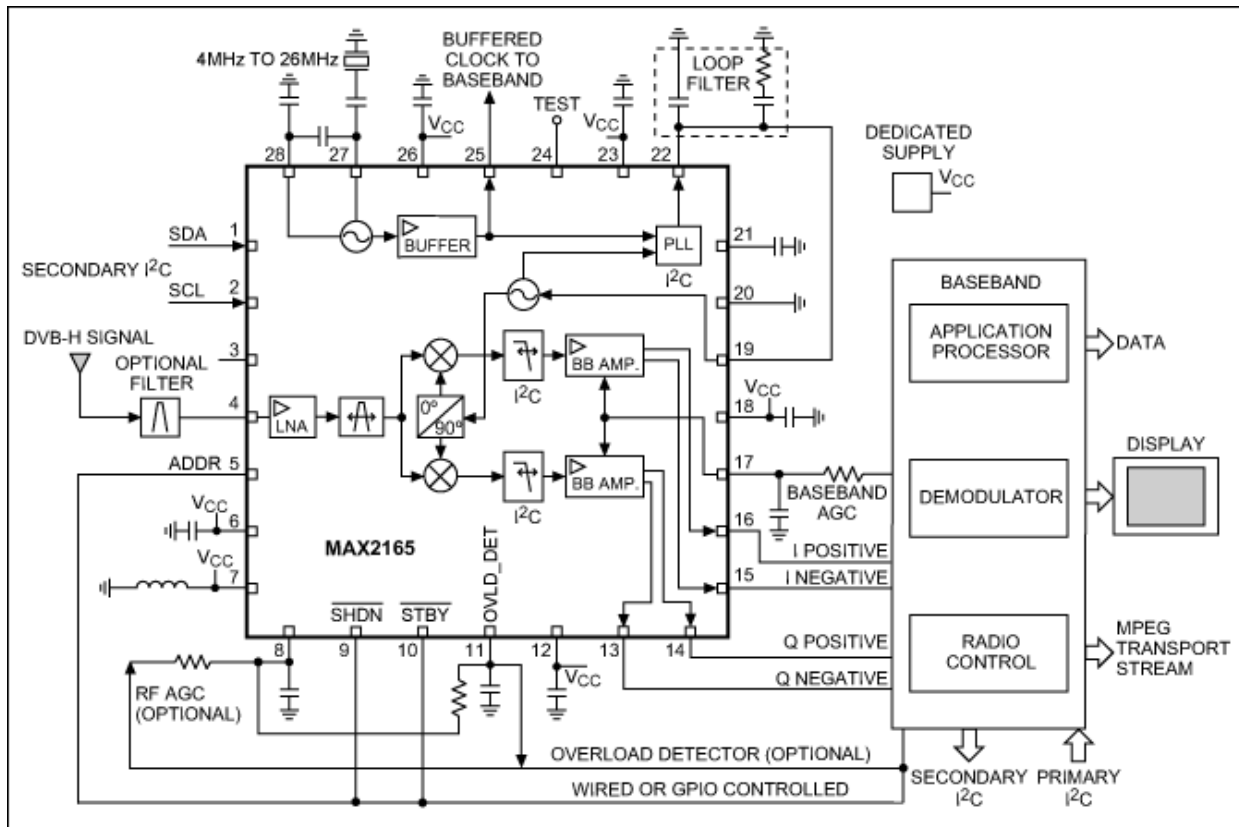 BUFFERED
CLOCK TO
BASEBAND
4MHz TO 26MHz
LOOP
FILTER
TEST
VCC
VCC
DEDICATED
SUPPLY
VCC
28
27
26
25
24
23
22
SDA
1
SECONDARY I2C
SCL
2
DVB-H SIGNAL
3
OPTIONAL
FILTER
4
ADDR 5
VCC
6
VCC
7
BUFFER
PLL
I2C
LNA
0º
90º
I2C
BB AMP.
I2C
BB AMP.
MAX2165
SHDN
STBY
OVLD_DET
21
20
19
VCC
18
17
BASEBAND
AGC
16
I POSITIVE
15
I NEGATIVE
8
9
10
11
12
VCC
13
14
Q POSITIVE
Q NEGATIVE
RF AGC
(OPTIONAL)
OVERLOAD DETECTOR (OPTIONAL)
WIRED OR GPIO CONTROLLED
BASEBAND
APPLICATION
PROCESSOR
DATA
DISPLAY
DEMODULATOR
RADIO
CONTROL
MPEG
TRANSPORT
STREAM
SECONDARY
I2C
PRIMARY
I2C